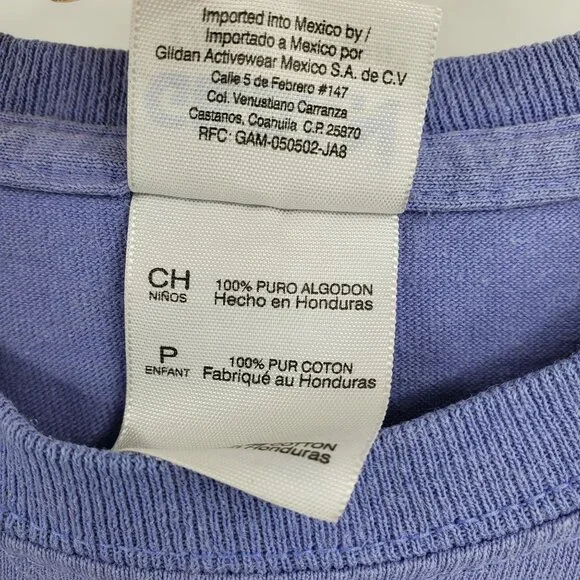 Imported into Mexico by/
Importado a Mexico por
Gildan Activewear Mexico S.A. de C.V
Calle 5 de Febrero #147
Col. Venustiano Carranza
Castanos, Coahuila C.P. 25870
RFC: GAM-050502-JA8
CH
NIÑOS
100% PURO ALGODON
Hecho en Honduras
P
ENFANT
100% PUR COTON
Fabriqué au Honduras
COTTON
Honduras